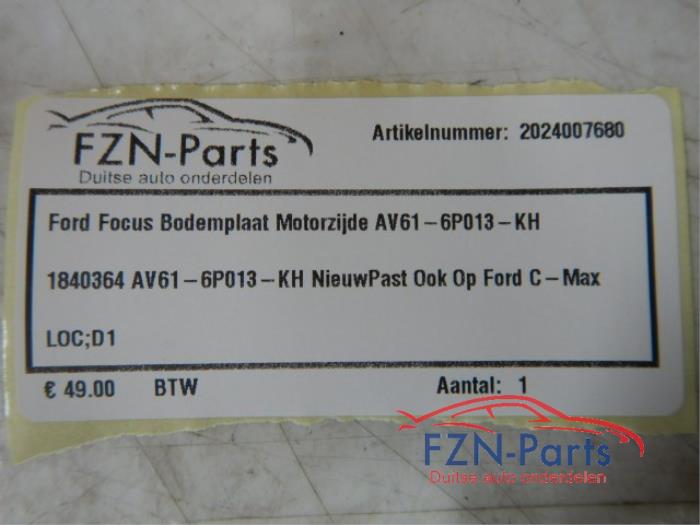 FZN-Parts
Duitse auto onderdelen
Artikelnummer: 2024007680
Ford Focus Bodemplaat Motorzijde AV61-6P013-KH
1840364 AV61-6P013-KH NieuwPast Ook Op Ford C-Max
LOC;D1
€ 49.00 BTW Aantal: 1
FZN-Parts
Duitse auto onderdelen